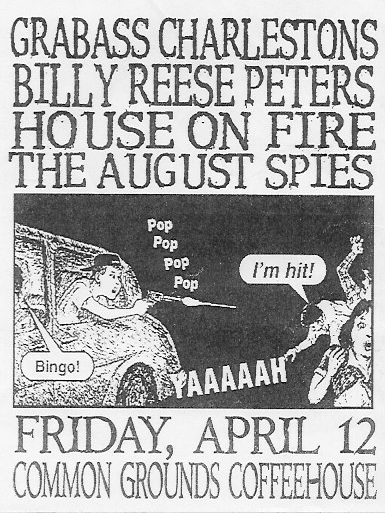 GRABASS CHARLESTONS
BILLY REESE PETERS
HOUSE ON FIRE
THE AUGUST SPIES
Pop
Pop
Pop
Pop
I'm hit!
Bingo!
YAAAAAH
FRIDAY, APRIL 12
COMMON GROUNDS COFFEEHOUSE